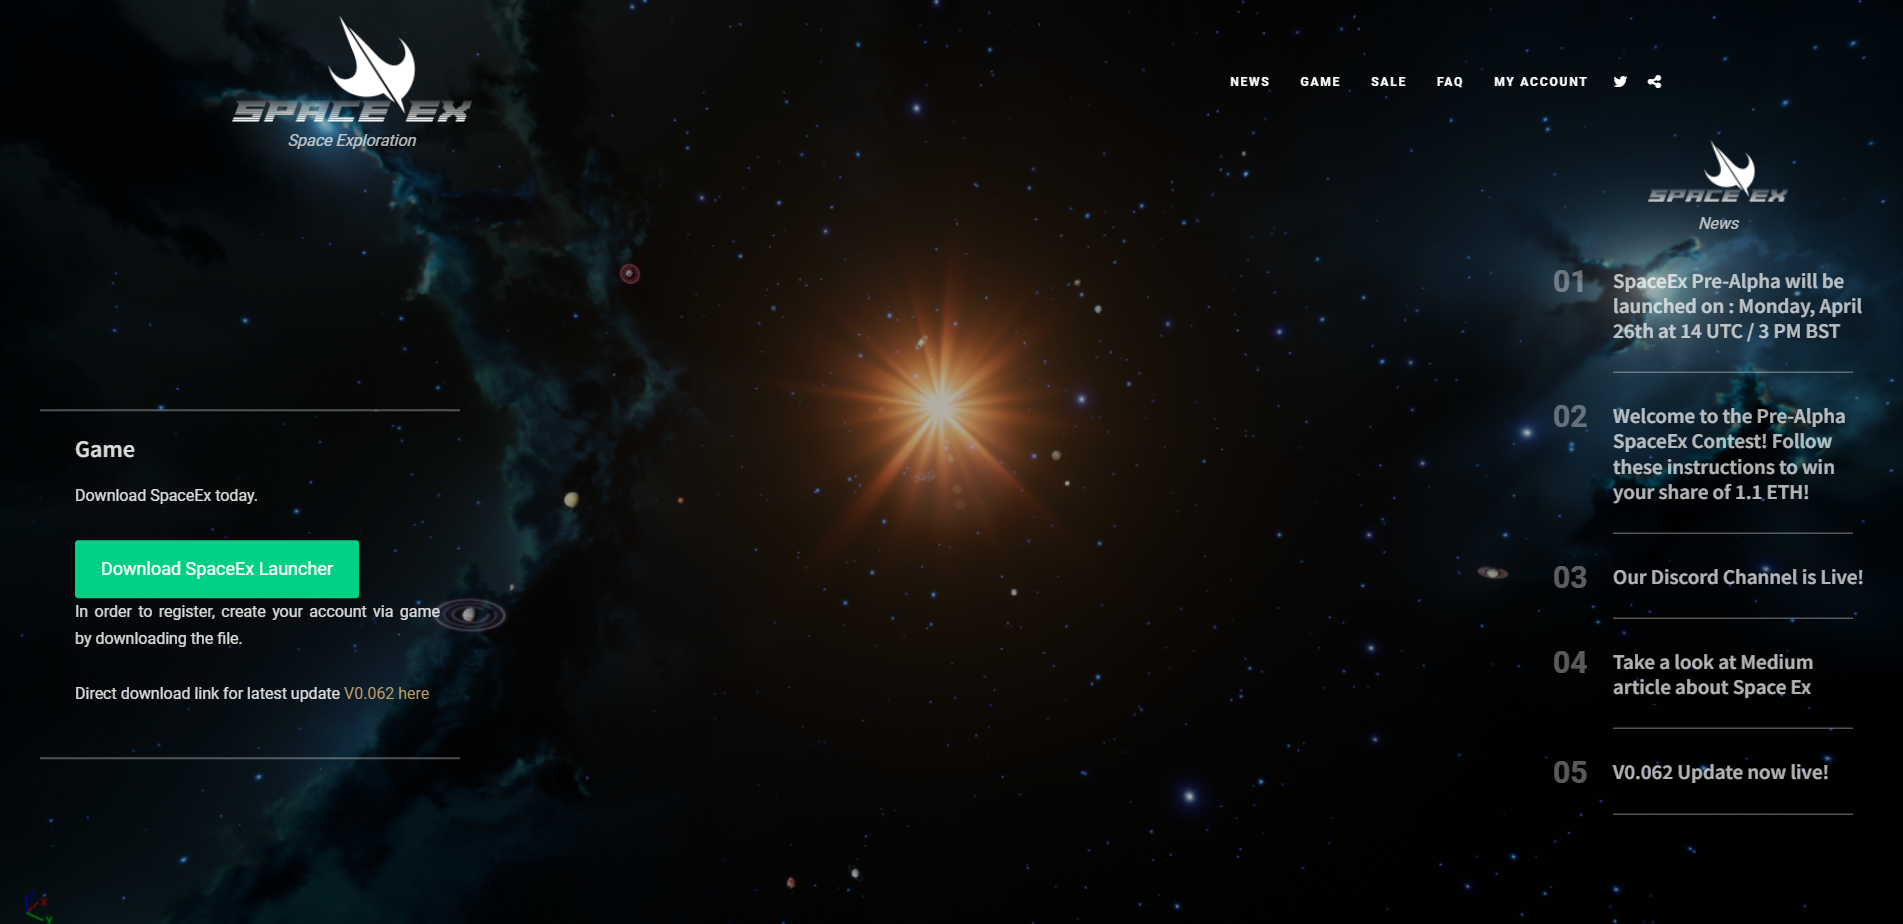 SPACE EX
Space Exploration
NEWS GAME SALE FAQ MY ACCOUNT
SPACE EX
News
01 SpaceEx Pre-Alpha will be
launched on : Monday, April
26th at 14 UTC / 3 PM BST
02 Welcome to the Pre-Alpha
SpaceEx Contest! Follow
these instructions to win
your share of 1.1 ETH!
03 Our Discord Channel is Live!
04 Take a look at Medium
article about Space Ex
05 V0.062 Update now live!
Game
Download SpaceEx today.
Download SpaceEx Launcher
In order to register, create your account via game
by downloading the file.
Direct download link for latest update V0.062 here
X
Y